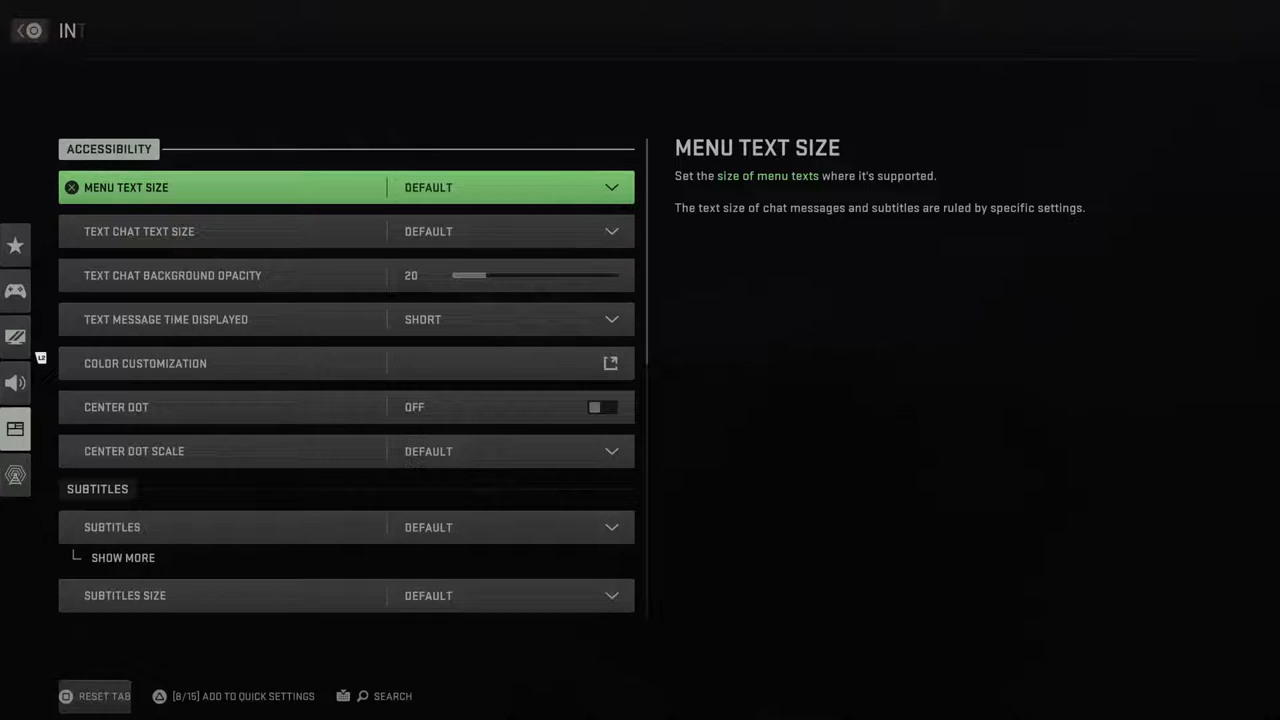 INT
ACCESSIBILITY
MENU TEXT SIZE DEFAULT
TEXT CHAT TEXT SIZE DEFAULT
TEXT CHAT BACKGROUND OPACITY 20
TEXT MESSAGE TIME DISPLAYED SHORT
L2
COLOR CUSTOMIZATION
CENTER DOT OFF
CENTER DOT SCALE DEFAULT
SUBTITLES
SUBTITLES DEFAULT
SHOW MORE
SUBTITLES SIZE DEFAULT
MENU TEXT SIZE
Set the size of menu texts where it's supported.
The text size of chat messages and subtitles are ruled by specific settings.
RESET TAB [8/15] ADD TO QUICK SETTINGS SEARCH